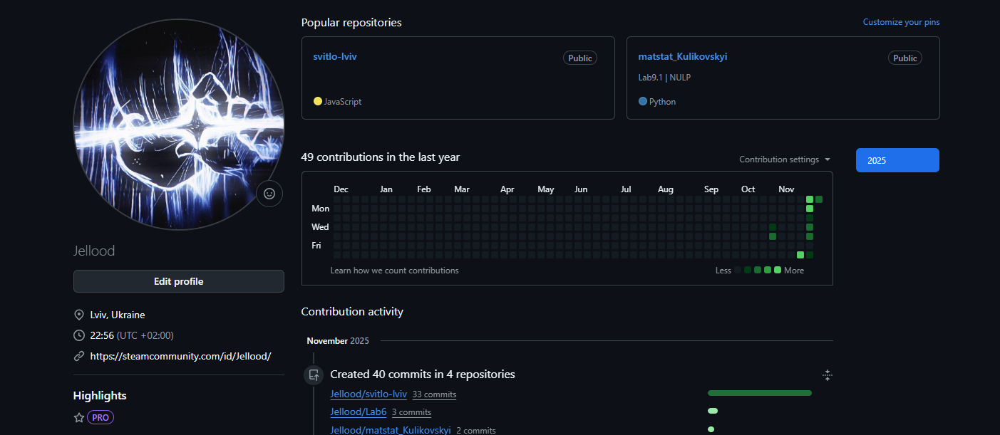 Popular repositories
Customize your pins
svitlo-lviv
Public
JavaScript
matstat_Kulikovskyi
Public
Lab9.1 | NULP
Python
49 contributions in the last year
Contribution settings
2025
Dec Jan Feb Mar Apr May Jun Jul Aug Sep Oct Nov
Mon
Wed
Fri
Learn how we count contributions
Less
More
Jellood
Edit profile
Lviv, Ukraine
22:56 (UTC +02:00)
https://steamcommunity.com/id/Jellood/
Highlights
PRO
Contribution activity
November 2025
Created 40 commits in 4 repositories
Jellood/svitlo-lviv 33 commits
Jellood/Lab6 3 commits
Jellood/matstat_Kulikovskyi 2 commits